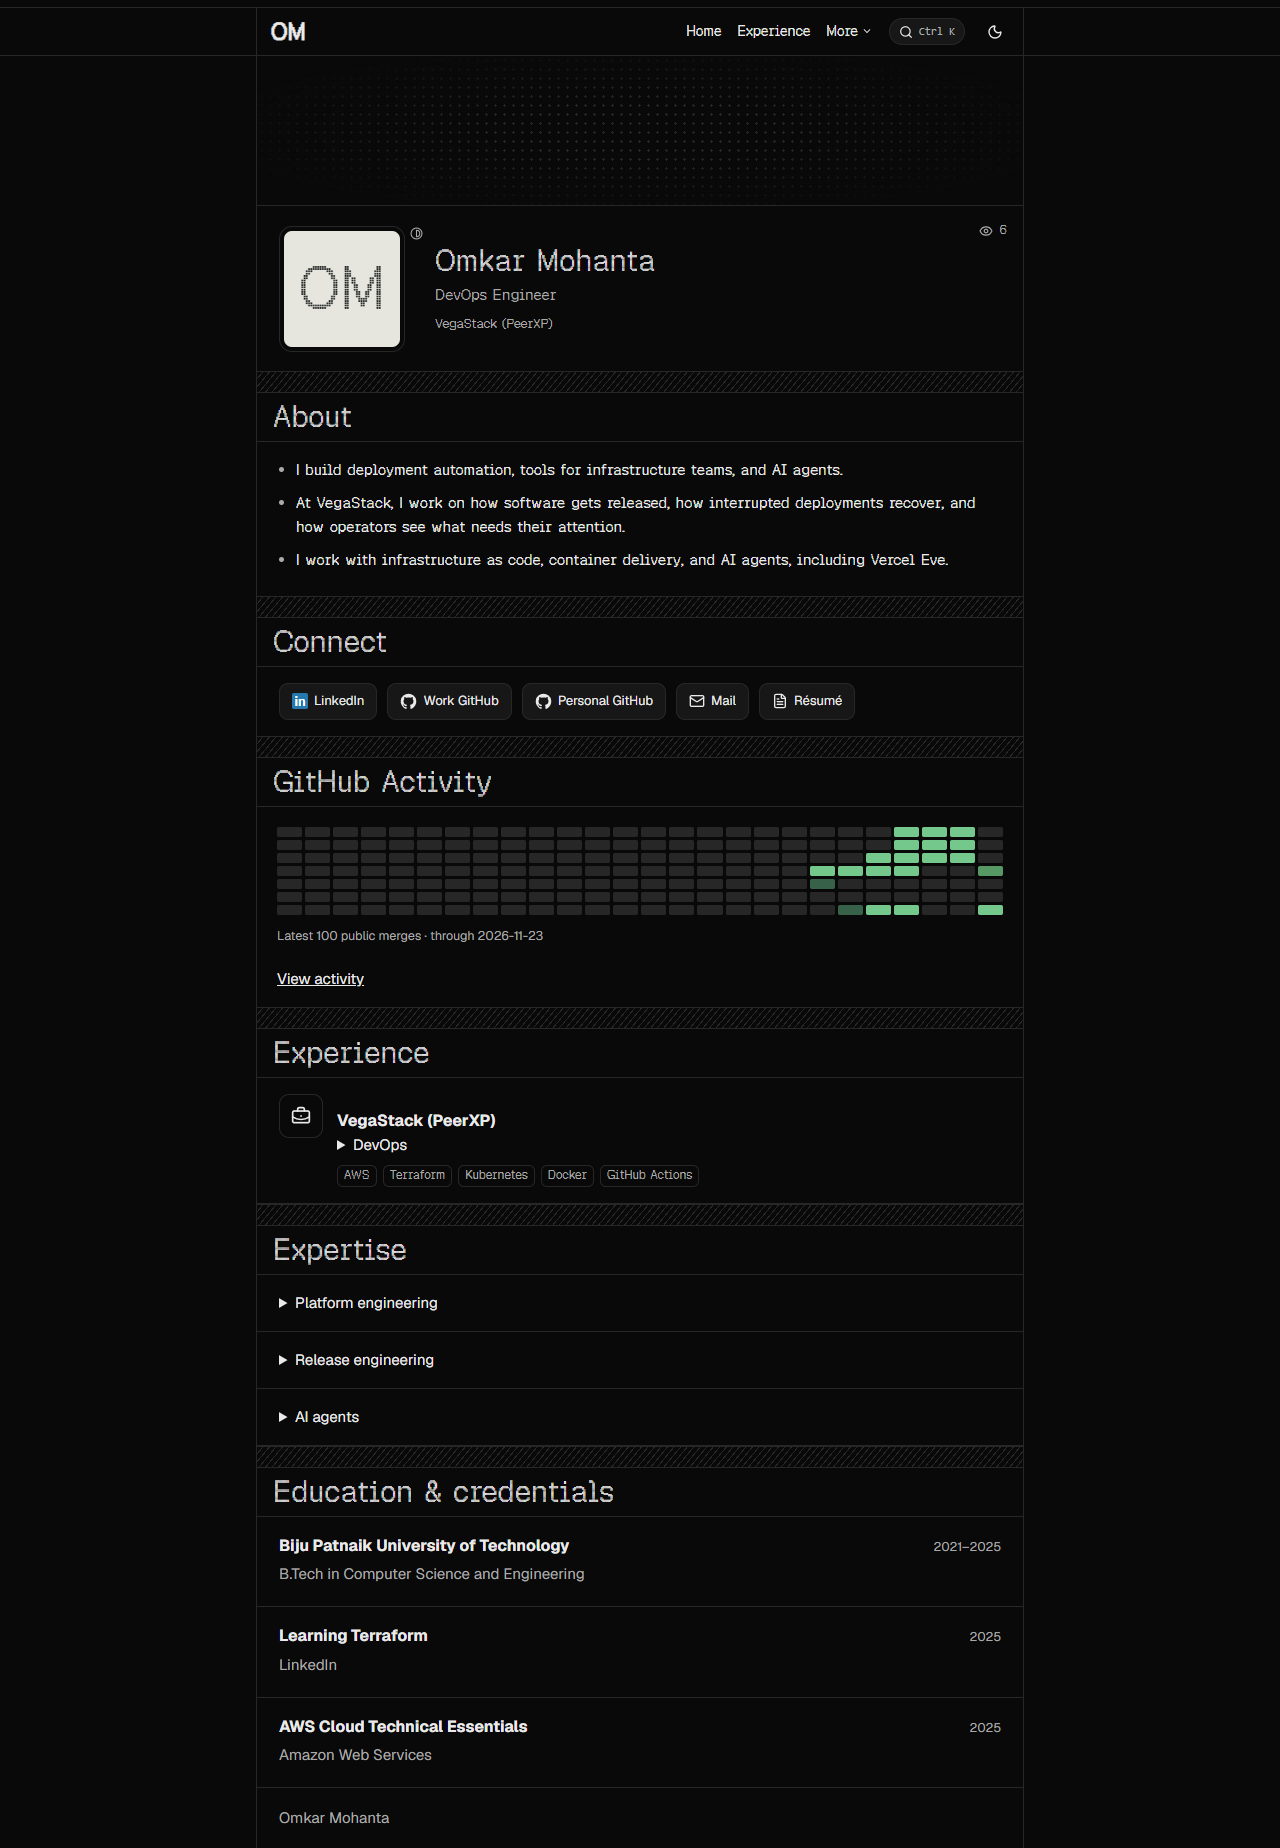 OM
Home Experience More Ctrl K
6
OM
Omkar Mohanta
DevOps Engineer
VegaStack (PeerXP)
About
I build deployment automation, tools for infrastructure teams, and AI agents.
At VegaStack, I work on how software gets released, how interrupted deployments recover, and
how operators see what needs their attention.
I work with infrastructure as code, container delivery, and AI agents, including Vercel Eve.
Connect
LinkedIn Work GitHub Personal GitHub Mail Résumé
GitHub Activity
Latest 100 public merges · through 2026-11-23
View activity
Experience
VegaStack (PeerXP)
DevOps
AWS Terraform Kubernetes Docker GitHub Actions
Expertise
Platform engineering
Release engineering
AI agents
Education & credentials
Biju Patnaik University of Technology 2021–2025
B.Tech in Computer Science and Engineering
Learning Terraform 2025
LinkedIn
AWS Cloud Technical Essentials 2025
Amazon Web Services
Omkar Mohanta